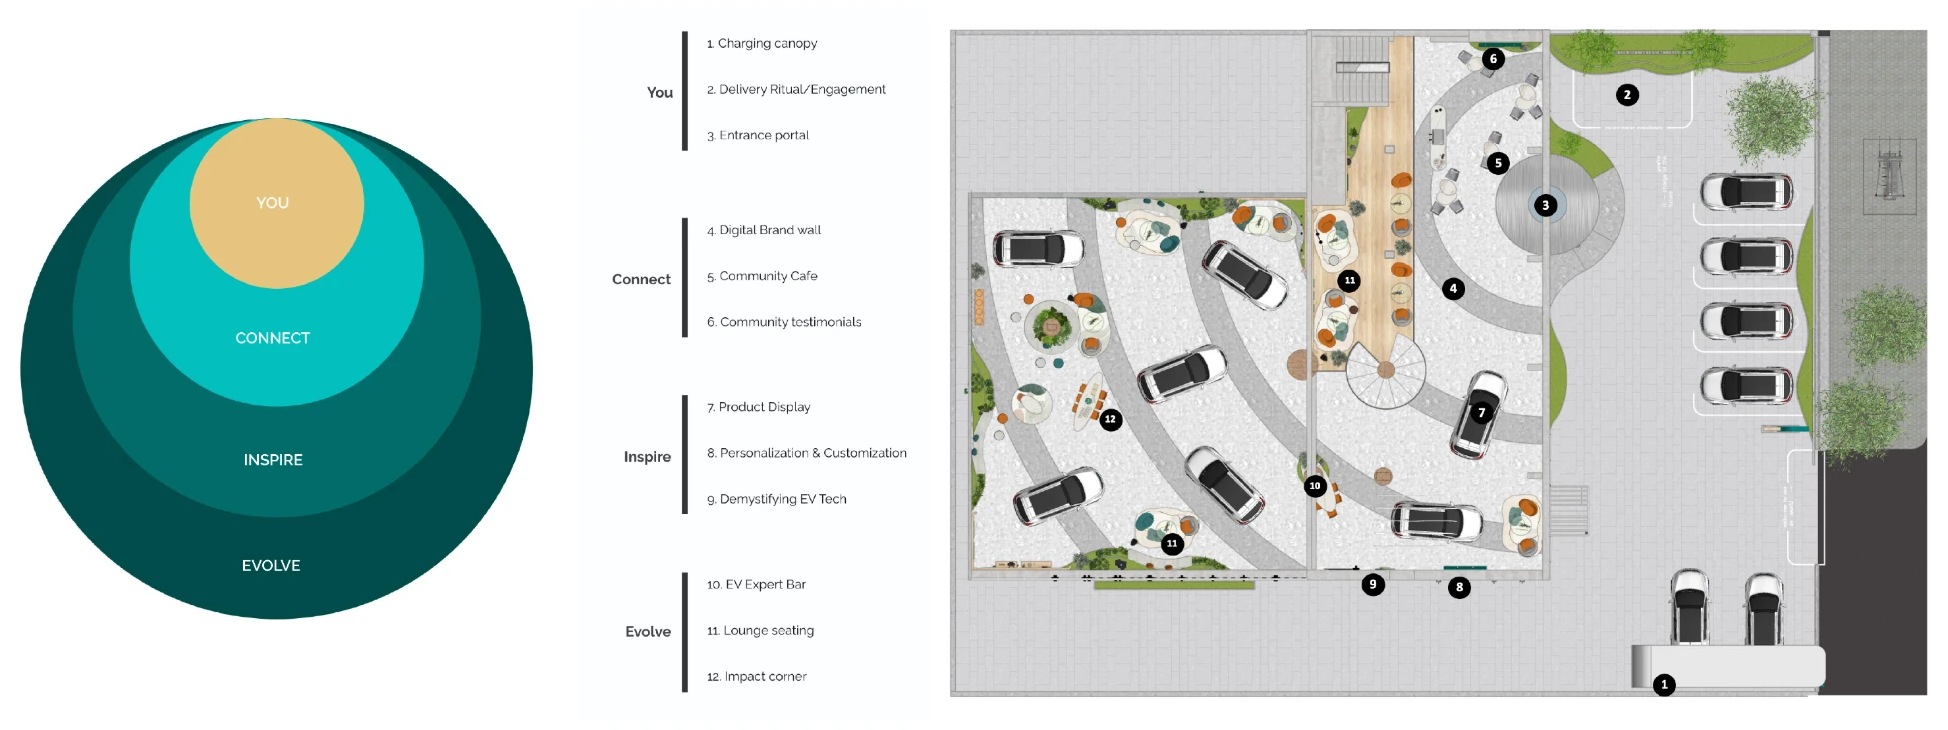 YOU
CONNECT
INSPIRE
EVOLVE
You
1. Charging canopy
2. Delivery Ritual/Engagement
3. Entrance portal
Connect
4. Digital Brand wall
5. Community Cafe
6. Community testimonials
Inspire
7. Product Display
8. Personalization & Customization
9. Demystifying EV Tech
Evolve
10. EV Expert Bar
11. Lounge seating
12. Impact corner
6
2
5
3
11
4
7
12
10
11
9
8
1